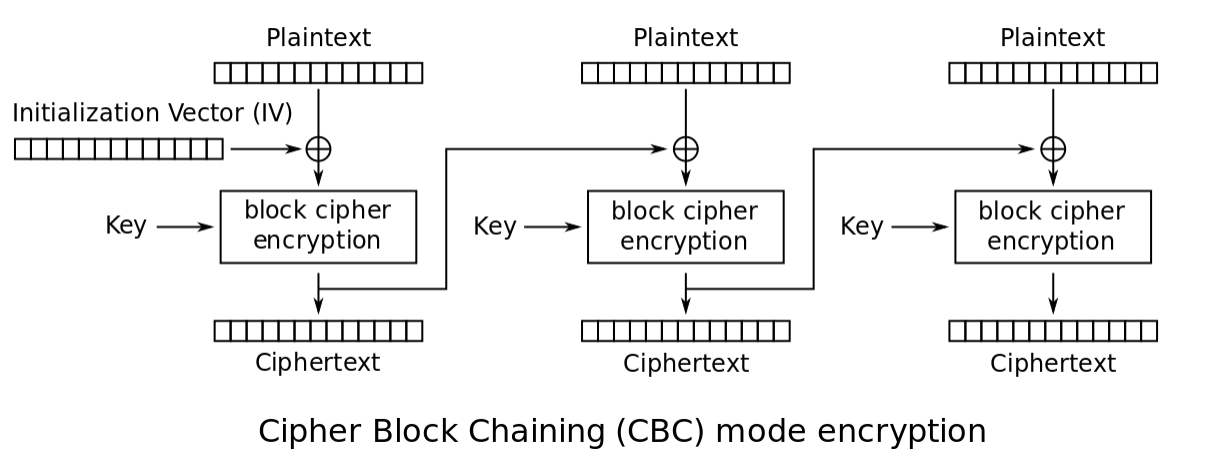 Plaintext
Plaintext
Plaintext
Initialization Vector (IV)
Key
block cipher
encryption
Key
block cipher
encryption
Key
block cipher
encryption
Ciphertext
Ciphertext
Ciphertext
Cipher Block Chaining (CBC) mode encryption